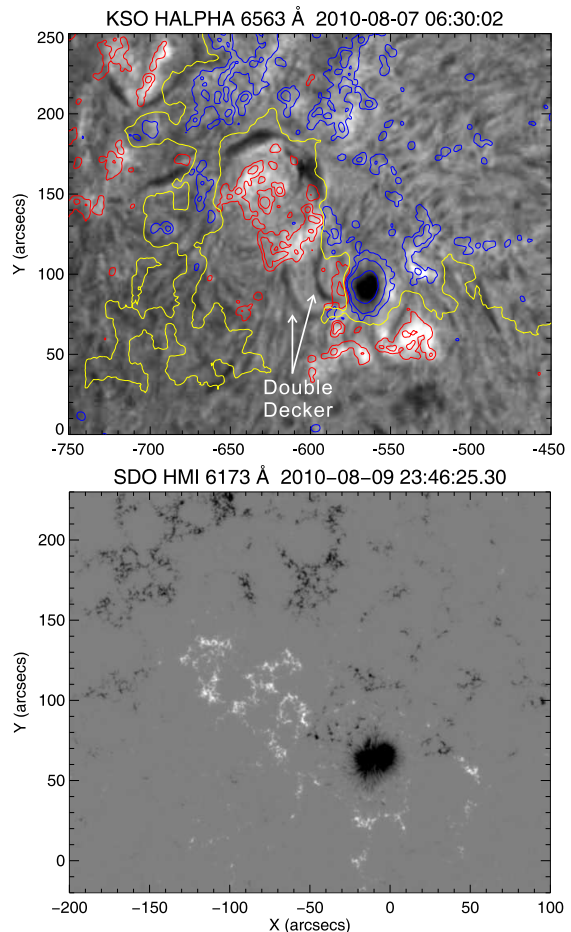 KSO HALPHA 6563 Å 2010-08-07 06:30:02
250
200
150
100
50
0
Y (arcsecs)
Double
Decker
-750 -700 -650 -600 -550 -500 -450
SDO HMI 6173 Å 2010−08−09 23:46:25.30
200
150
100
50
0
Y (arcsecs)
−200 −150 −100 −50 0 50 100
X (arcsecs)